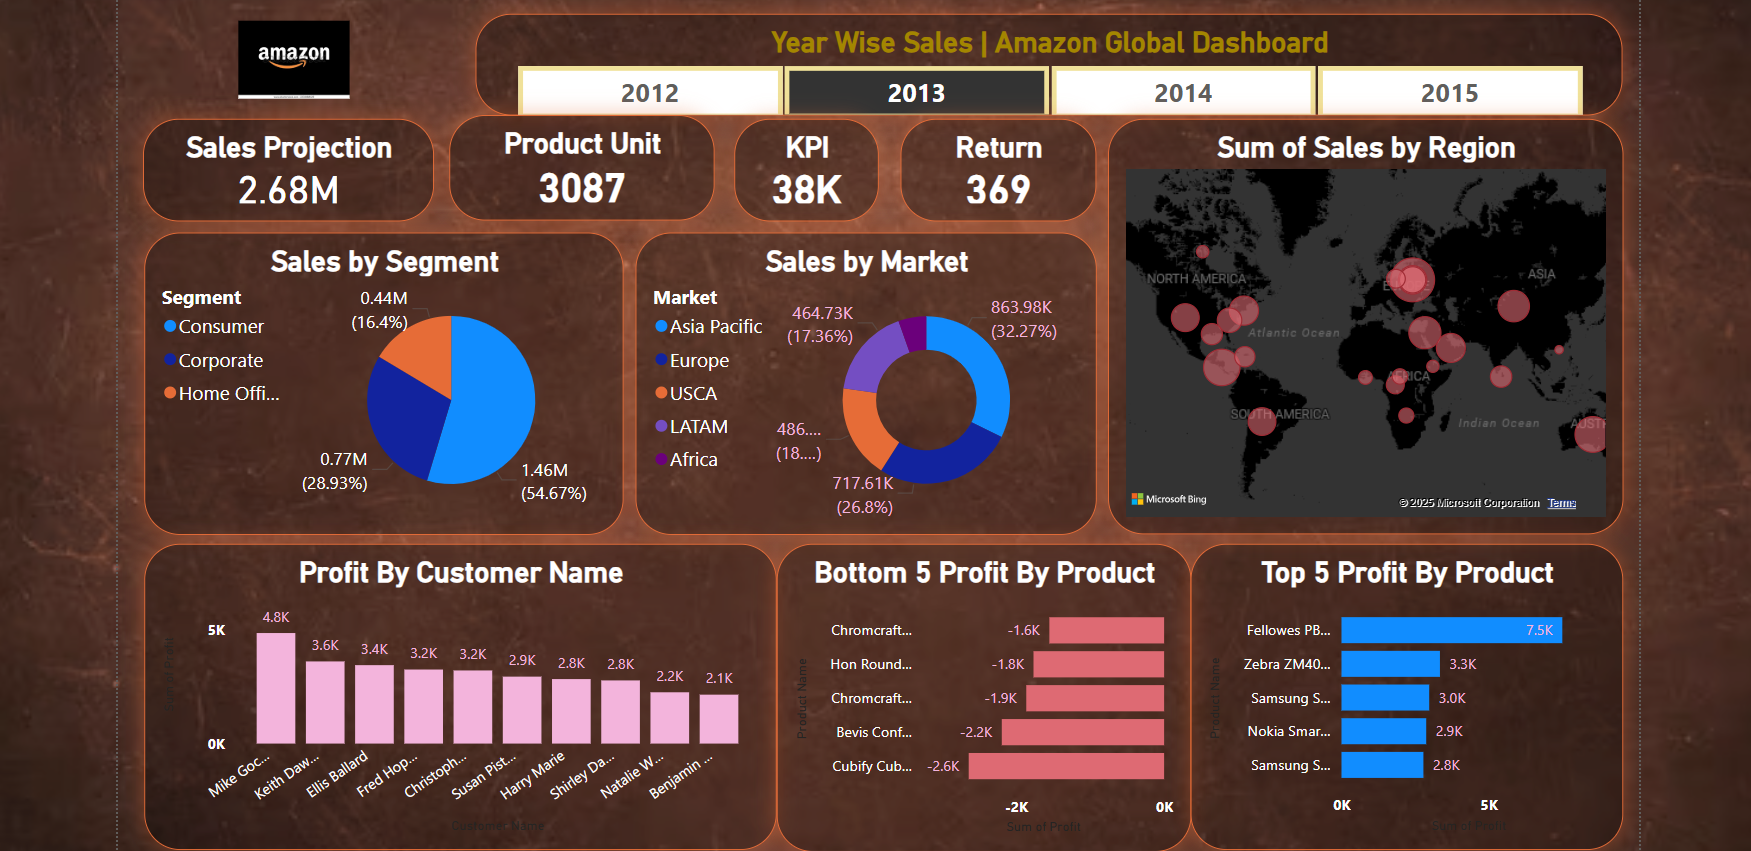 amazon
Year Wise Sales | Amazon Global Dashboard
2012
2013
2014
2015
Sales Projection
2.68M
Product Unit
3087
KPI
38K
Return
369
Sum of Sales by Region
NORTH AMERICA
ASIA
Atlantic Ocean
AFRICA
SOUTH AMERICA
Indian Ocean
AUST
Microsoft Bing
© 2025 Microsoft Corporation Terms
Sales by Segment
Segment
Consumer
Corporate
Home Offi...
0.44M
(16.4%)
0.77M
(28.93%)
1.46M
(54.67%)
Sales by Market
Market
Asia Pacific
Europe
USCA
LATAM
Africa
464.73K
(17.36%)
863.98K
(32.27%)
486....
(18....)
717.61K
(26.8%)
Profit By Customer Name
5K
0K
4.8K
3.6K
3.4K
3.2K
3.2K
2.9K
2.8K
2.8K
2.2K
2.1K
Mike Goc...
Keith Daw...
Ellis Ballard
Fred Hop...
Christoph...
Susan Pist...
Harry Marie
Shirley Da...
Natalie W...
Benjamin ...
Customer Name
Bottom 5 Profit By Product
Product Name
Chromcraft... -1.6K
Hon Round... -1.8K
Chromcraft... -1.9K
Bevis Conf... -2.2K
Cubify Cub... -2.6K
-2K 0K
Sum of Profit
Top 5 Profit By Product
Product Name
Fellowes PB... 7.5K
Zebra ZM40... 3.3K
Samsung S... 3.0K
Nokia Smar... 2.9K
Samsung S... 2.8K
0K 5K
Sum of Profit